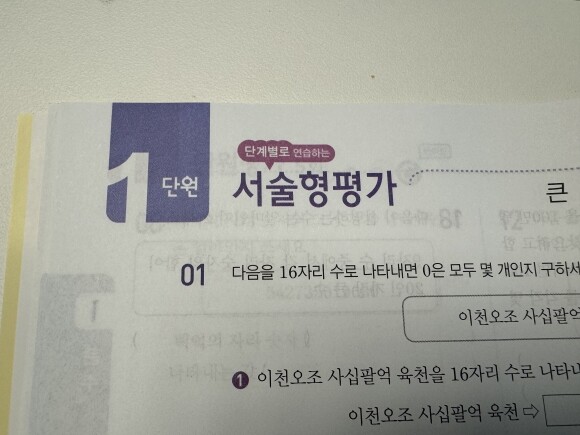 1단원
단계별로 연습하는
서술형평가
큰
01 다음을 16자리 수로 나타내면 0은 모두 몇 개인지 구하세
이천오조 사십팔억
❶ 이천오조 사십팔억 육천을 16자리 수로 나타내
이천오조 사십팔억 육천 ⇨